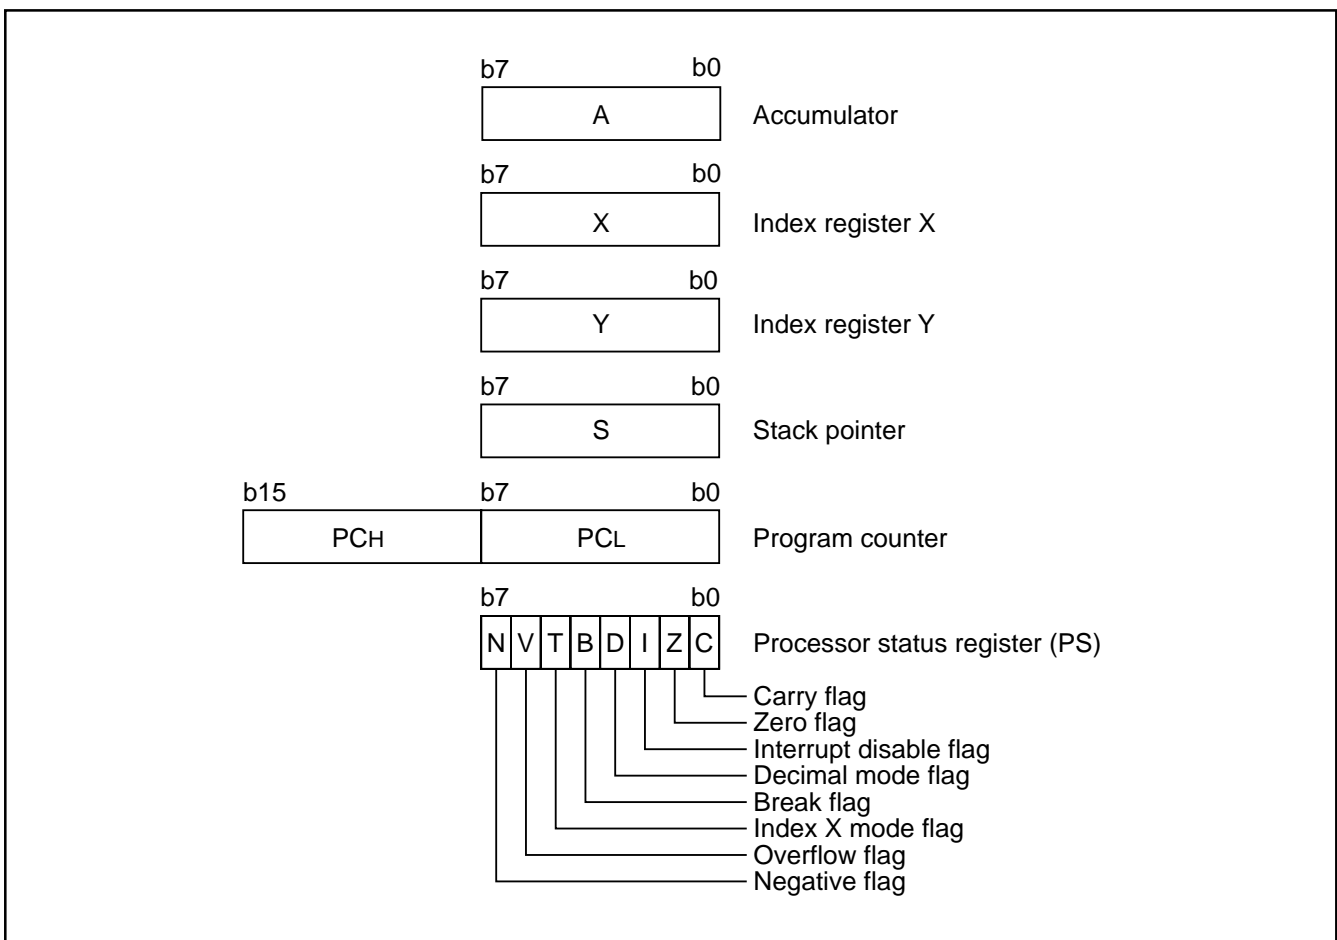 b7 b0
A Accumulator
b7 b0
X Index register X
b7 b0
Y Index register Y
b7 b0
S Stack pointer
b15 b7 b0
PCH PCL Program counter
b7 b0
N V T B D I Z C Processor status register (PS)
Carry flag
Zero flag
Interrupt disable flag
Decimal mode flag
Break flag
Index X mode flag
Overflow flag
Negative flag